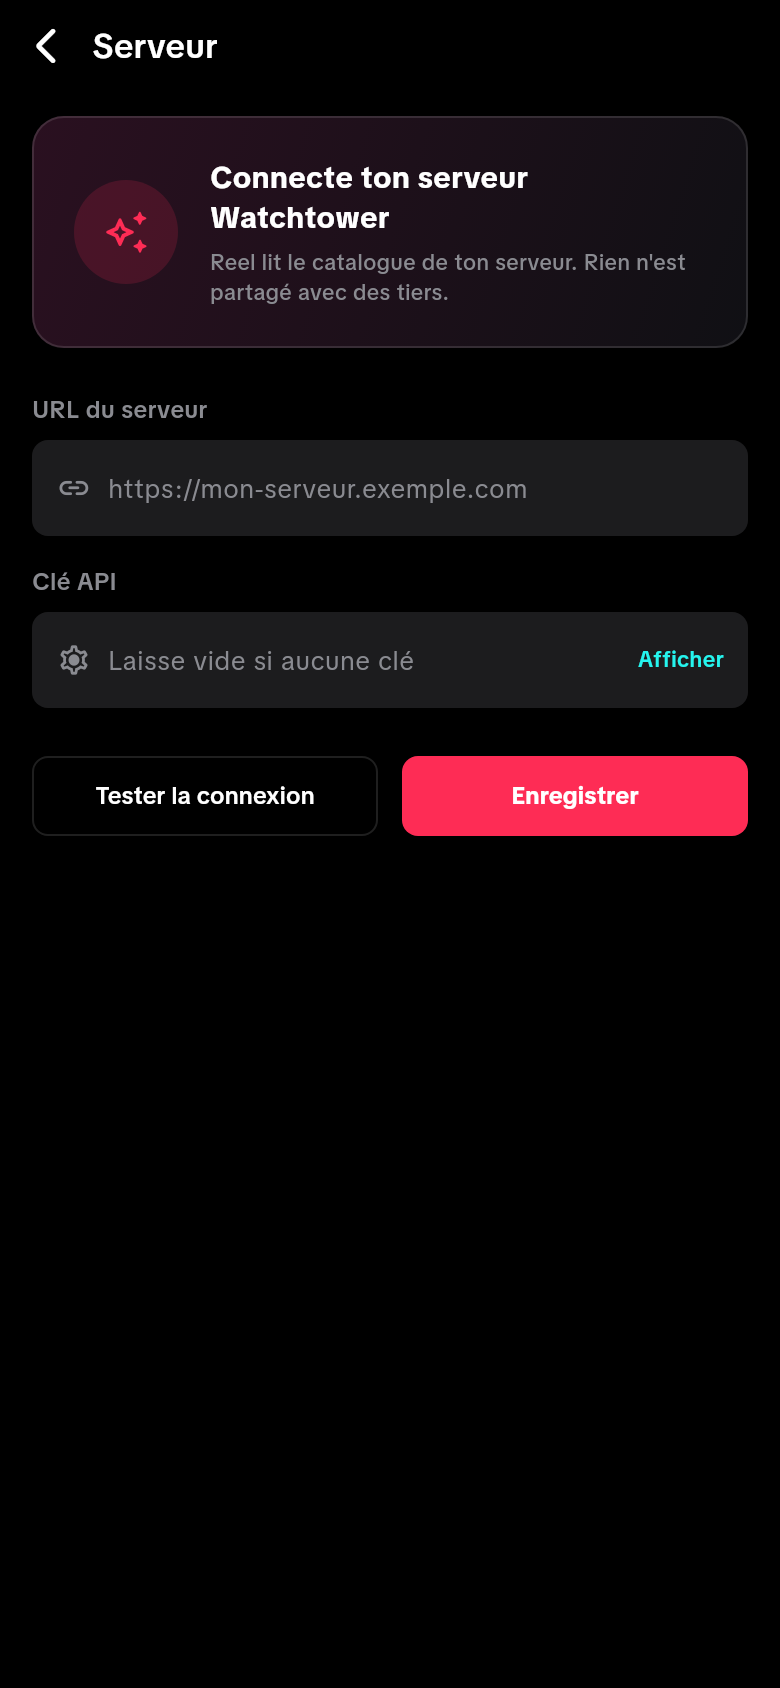 Serveur
Connecte ton serveur
Watchtower
Reel lit le catalogue de ton serveur. Rien n'est
partagé avec des tiers.
URL du serveur
https://mon-serveur.exemple.com
Clé API
Laisse vide si aucune clé
Afficher
Tester la connexion
Enregistrer